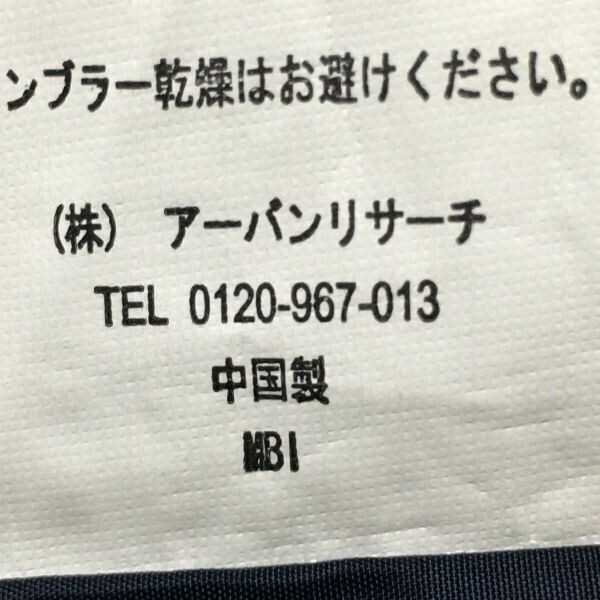 ンブラー乾燥はお避けください。
(株) アーバンリサーチ
TEL 0120-967-013
中国製
MBI